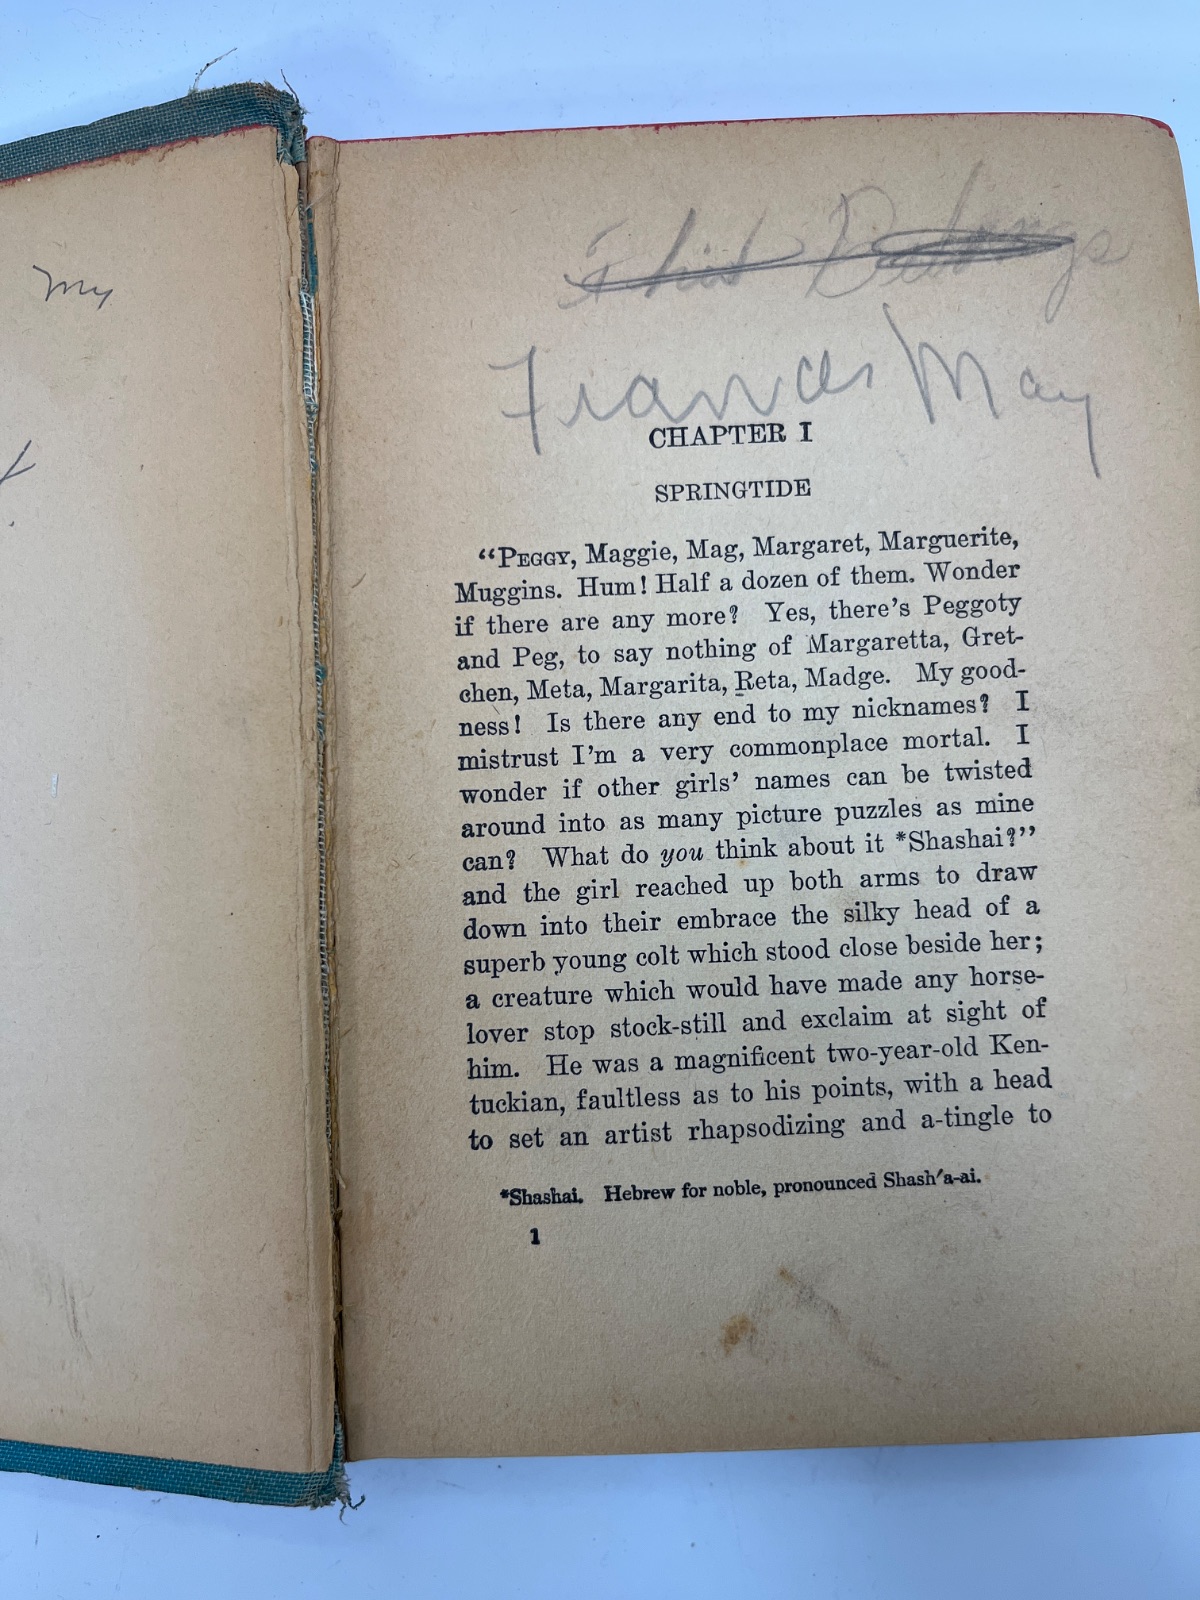 My
This Belongs
Frances May
CHAPTER I
SPRINGTIDE
“PEGGY, Maggie, Mag, Margaret, Marguerite,
Muggins. Hum! Half a dozen of them. Wonder
if there are any more? Yes, there’s Peggoty
and Peg, to say nothing of Margaretta, Gret-
chen, Meta, Margarita, Reta, Madge. My good-
ness! Is there any end to my nicknames? I
mistrust I’m a very commonplace mortal. I
wonder if other girls’ names can be twisted
around into as many picture puzzles as mine
can? What do you think about it *Shashai?”
and the girl reached up both arms to draw
down into their embrace the silky head of a
superb young colt which stood close beside her;
a creature which would have made any horse-
lover stop stock-still and exclaim at sight of
him. He was a magnificent two-year-old Ken-
tuckian, faultless as to his points, with a head
to set an artist rhapsodizing and a-tingle to
*Shashai. Hebrew for noble, pronounced Shash′a-ai.
1